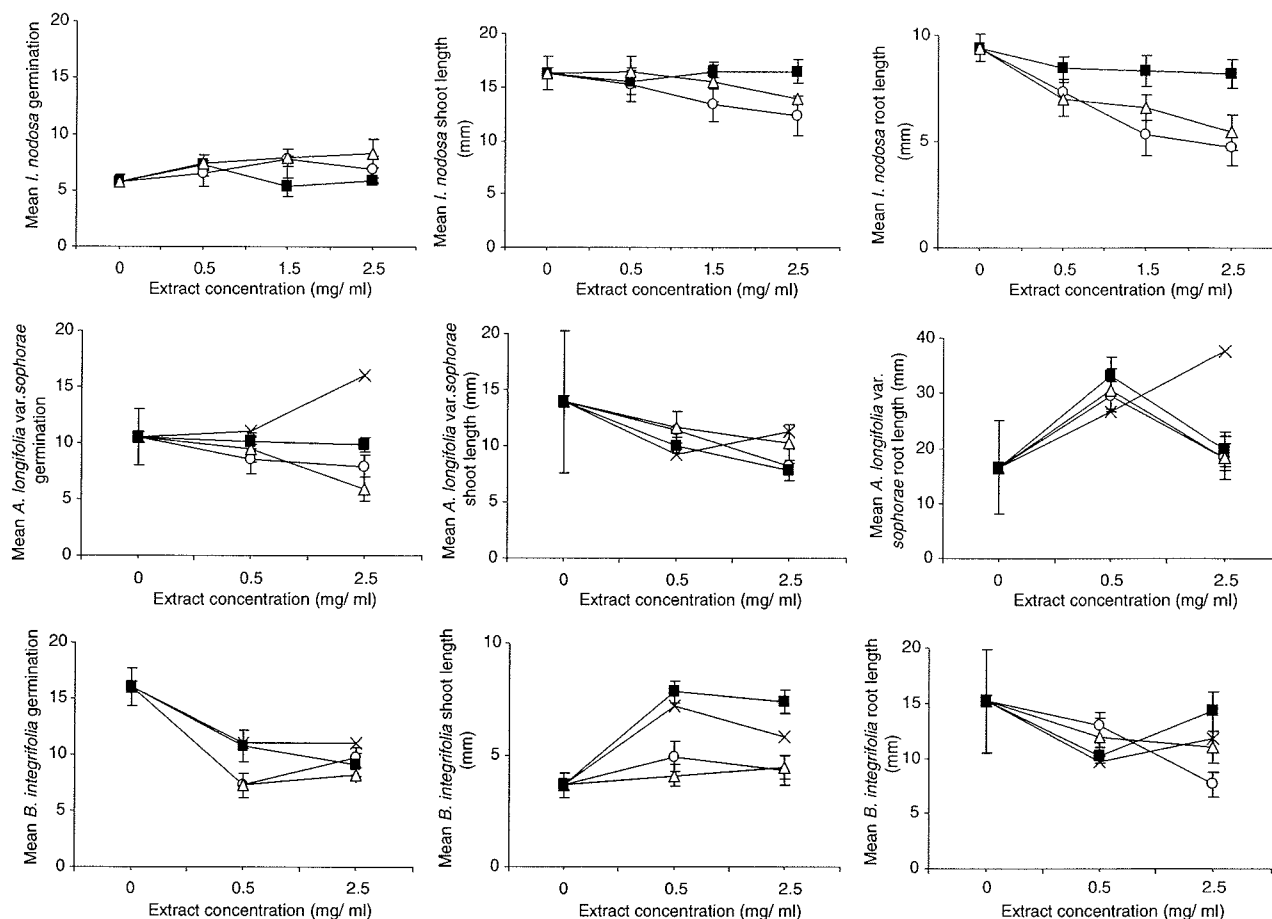 20
15
10
5
0
Mean I. nodosa germination
0 0.5 1.5 2.5
Extract concentration (mg/ ml)
20
15
10
5
0
Mean I. nodosa shoot length
(mm)
0 0.5 1.5 2.5
Extract concentration (mg/ ml)
10
5
0
Mean I. nodosa root length
(mm)
0 0.5 1.5 2.5
Extract concentration (mg/ ml)
20
15
10
5
0
Mean A. longifolia var.sophorae
germination
0 0.5 2.5
Extract concentration (mg/ ml)
20
15
10
5
0
Mean A. longifolia var.sophorae
shoot length (mm)
0 0.5 2.5
Extract concentration (mg/ ml)
40
30
20
10
0
Mean A. longifolia var.
sophorae root length (mm)
0 0.5 2.5
Extract concentration (mg/ ml)
20
15
10
5
0
Mean B. integrifolia germination
0 0.5 2.5
Extract concentration (mg/ ml)
10
5
0
Mean B. integrifolia shoot length
(mm)
0 0.5 2.5
Extract concentration (mg/ ml)
20
15
10
5
0
Mean B. integrifolia root length
(mm)
0 0.5 2.5
Extract concentration (mg/ ml)